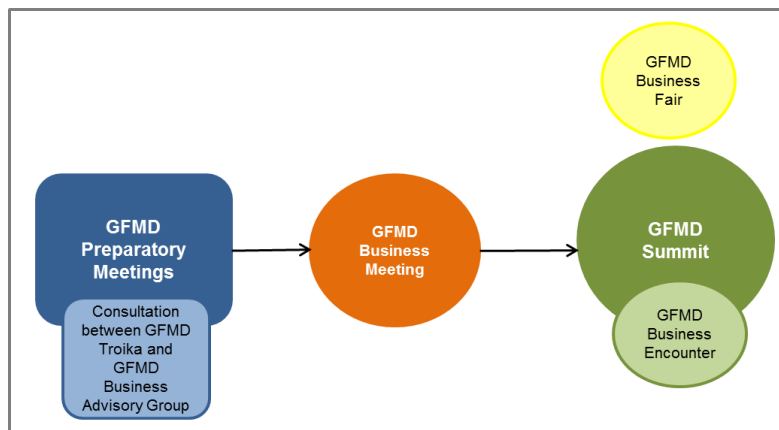 GFMD
Preparatory
Meetings
Consultation
between GFMD
Troika and
GFMD
Business
Advisory Group
GFMD
Business
Meeting
GFMD
Business
Fair
GFMD
Summit
GFMD
Business
Encounter